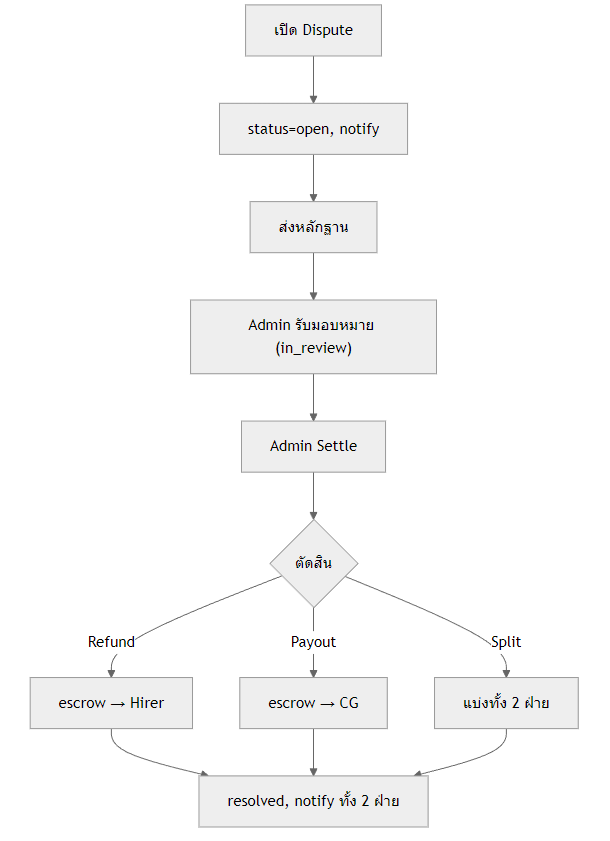 เปิด Dispute
status=open, notify
ส่งหลักฐาน
Admin รับมอบหมาย
(in_review)
Admin Settle
ตัดสิน
Refund
Payout
Split
escrow → Hirer
escrow → CG
แบ่งทั้ง 2 ฝ่าย
resolved, notify ทั้ง 2 ฝ่าย